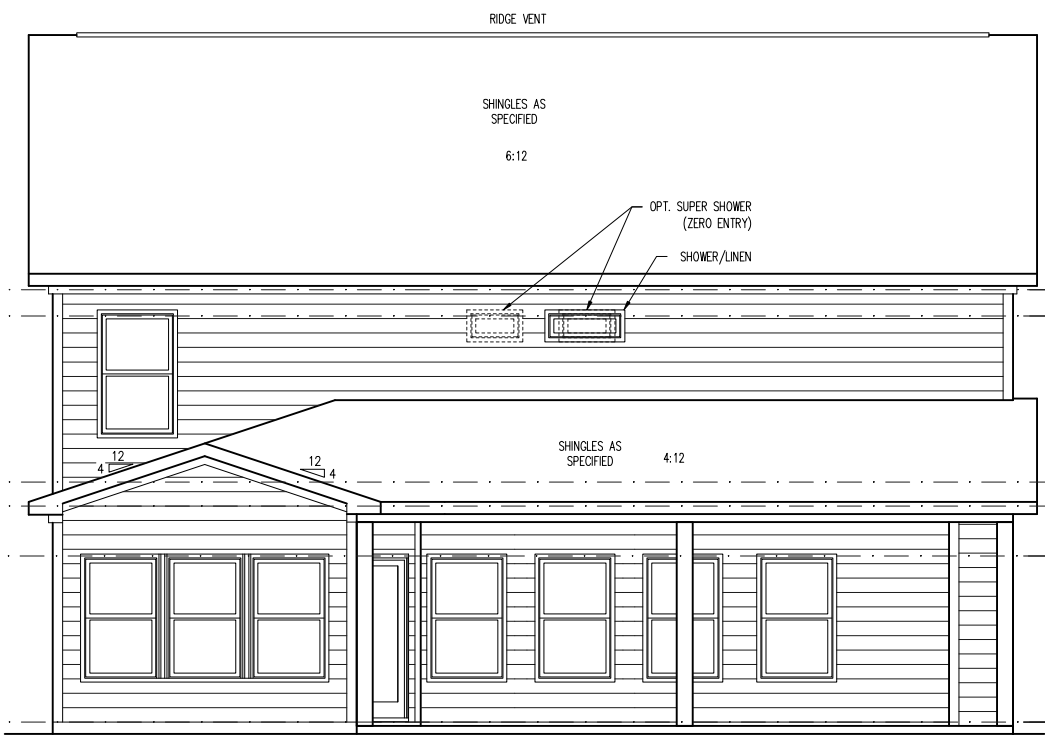 RIDGE VENT
SHINGLES AS
SPECIFIED
6:12
OPT. SUPER SHOWER
(ZERO ENTRY)
SHOWER/LINEN
SHINGLES AS
SPECIFIED
4:12
12
4
12
4